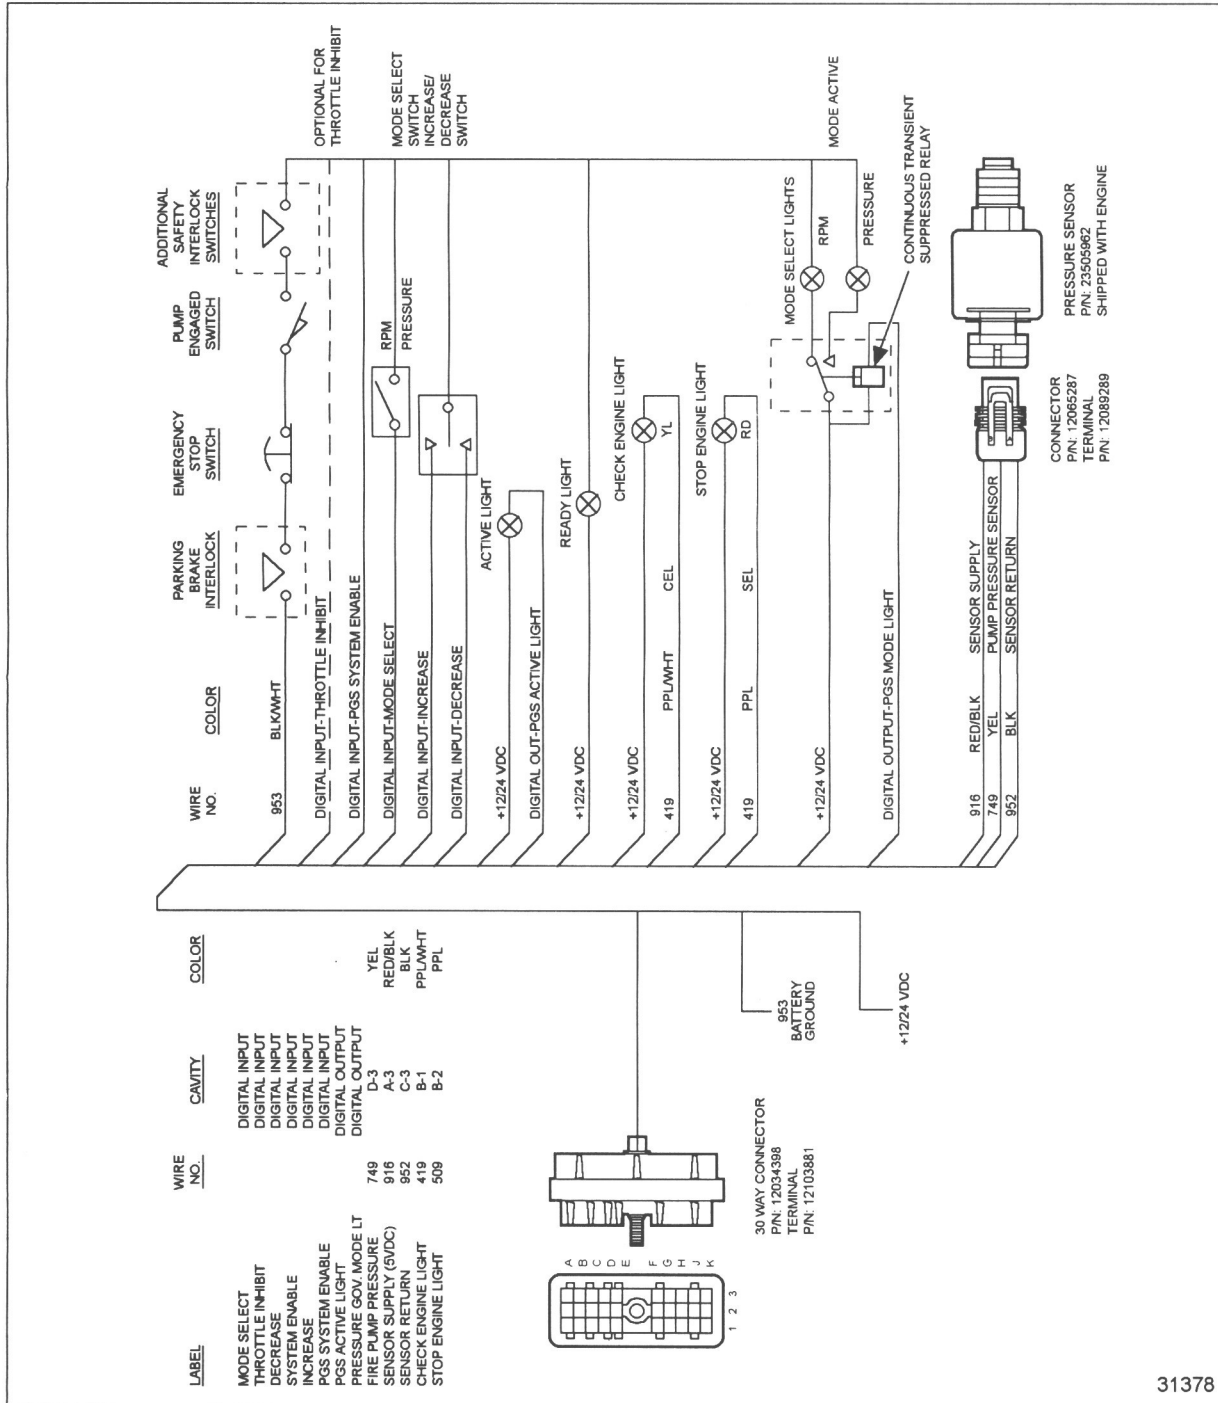 LABEL WIRE NO. CAVITY COLOR
MODE SELECT DIGITAL INPUT
THROTTLE INHIBIT DIGITAL INPUT
DECREASE DIGITAL INPUT
SYSTEM ENABLE DIGITAL INPUT
INCREASE DIGITAL INPUT
PGS SYSTEM ENABLE DIGITAL INPUT
PGS ACTIVE LIGHT DIGITAL OUTPUT
PRESSURE GOV. MODE LT DIGITAL OUTPUT
FIRE PUMP PRESSURE 749 D-3 YEL
SENSOR SUPPLY (5VDC) 916 A-3 RED/BLK
SENSOR RETURN 952 C-3 BLK
CHECK ENGINE LIGHT 419 B-1 PPL/WHT
STOP ENGINE LIGHT 509 B-2 PPL
A
B
C
D
E
F
G
H
J
K
1 2 3
30 WAY CONNECTOR
P/N: 12034398
TERMINAL
P/N: 12103881
953
BATTERY
GROUND
+12/24 VDC
WIRE
NO.
COLOR
PARKING
BRAKE
INTERLOCK
EMERGENCY
STOP
SWITCH
PUMP
ENGAGED
SWITCH
ADDITIONAL
SAFETY
INTERLOCK
SWITCHES
953 BLK/WHT
OPTIONAL FOR
THROTTLE INHIBIT
DIGITAL INPUT-THROTTLE INHIBIT
DIGITAL INPUT-PGS SYSTEM ENABLE
DIGITAL INPUT-MODE SELECT
RPM
PRESSURE
MODE SELECT
SWITCH
INCREASE/
DECREASE
SWITCH
DIGITAL INPUT-INCREASE
DIGITAL INPUT-DECREASE
ACTIVE LIGHT
+12/24 VDC
DIGITAL OUT-PGS ACTIVE LIGHT
READY LIGHT
+12/24 VDC
CHECK ENGINE LIGHT
+12/24 VDC
419 PPL/WHT CEL YL
STOP ENGINE LIGHT
+12/24 VDC
419 PPL SEL RD
MODE SELECT LIGHTS
RPM
MODE ACTIVE
PRESSURE
+12/24 VDC
DIGITAL OUTPUT-PGS MODE LIGHT
CONTINUOUS TRANSIENT
SUPPRESSED RELAY
916 RED/BLK SENSOR SUPPLY
749 YEL PUMP PRESSURE SENSOR
952 BLK SENSOR RETURN
CONNECTOR
P/N: 12065287
TERMINAL
P/N: 12089289
PRESSURE SENSOR
P/N: 23505962
SHIPPED WITH ENGINE
31378